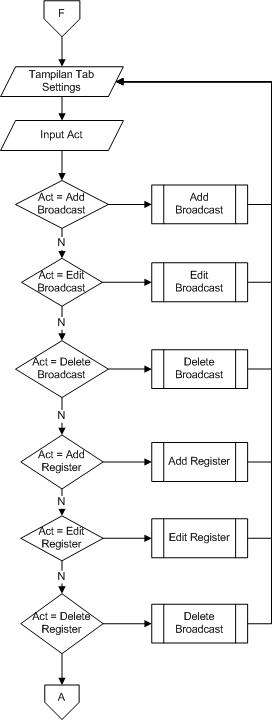 F
Tampilan Tab
Settings
Input Act
Act = Add
Broadcast
Add
Broadcast
N
Act = Edit
Broadcast
Edit
Broadcast
N
Act = Delete
Broadcast
Delete
Broadcast
N
Act = Add
Register
Add Register
N
Act = Edit
Register
Edit Register
N
Act = Delete
Register
Delete
Broadcast
A